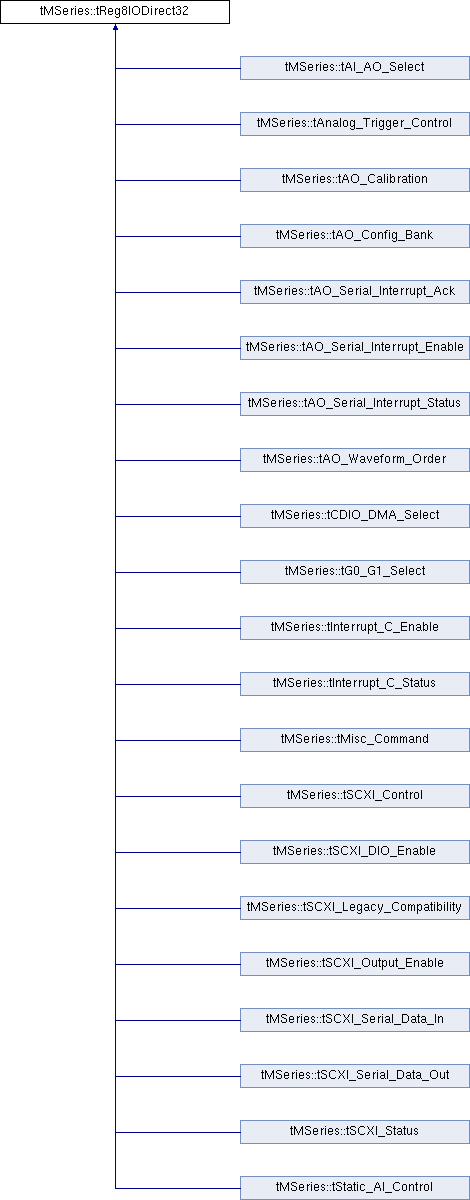 tMSeries::tReg8IODirect32
tMSeries::tAI_AO_Select
tMSeries::tAnalog_Trigger_Control
tMSeries::tAO_Calibration
tMSeries::tAO_Config_Bank
tMSeries::tAO_Serial_Interrupt_Ack
tMSeries::tAO_Serial_Interrupt_Enable
tMSeries::tAO_Serial_Interrupt_Status
tMSeries::tAO_Waveform_Order
tMSeries::tCDIO_DMA_Select
tMSeries::tG0_G1_Select
tMSeries::tInterrupt_C_Enable
tMSeries::tInterrupt_C_Status
tMSeries::tMisc_Command
tMSeries::tSCXI_Control
tMSeries::tSCXI_DIO_Enable
tMSeries::tSCXI_Legacy_Compatibility
tMSeries::tSCXI_Output_Enable
tMSeries::tSCXI_Serial_Data_In
tMSeries::tSCXI_Serial_Data_Out
tMSeries::tSCXI_Status
tMSeries::tStatic_AI_Control